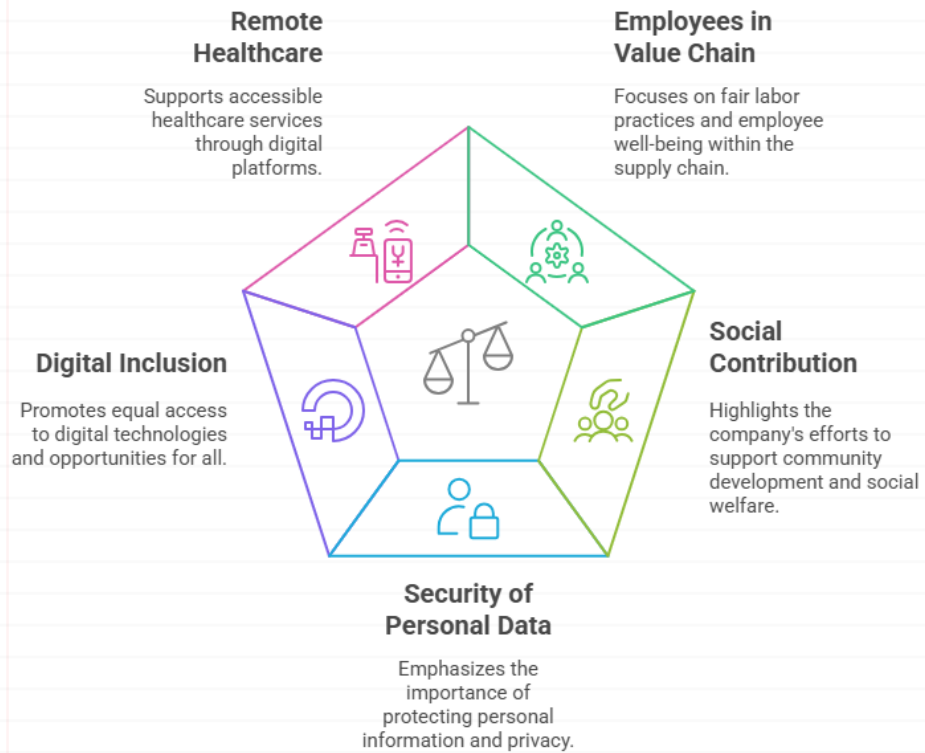 Remote
Healthcare
Supports accessible
healthcare services
through digital
platforms.
Employees in
Value Chain
Focuses on fair labor
practices and employee
well-being within the
supply chain.
Digital Inclusion
Promotes equal access
to digital technologies
and opportunities for all.
Social
Contribution
Highlights the
company's efforts to
support community
development and social
welfare.
Security of
Personal Data
Emphasizes the
importance of
protecting personal
information and privacy.